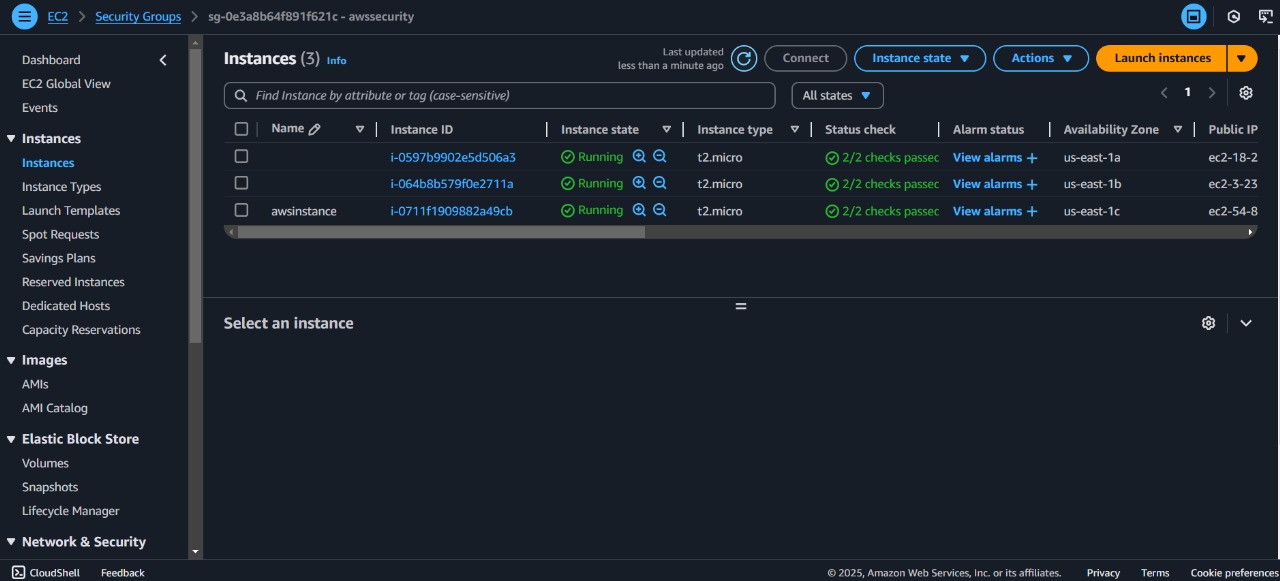 EC2 > Security Groups > sg-0e3a8b64f891f621c - awssecurity
Dashboard
EC2 Global View
Events
Instances
Instances
Instance Types
Launch Templates
Spot Requests
Savings Plans
Reserved Instances
Dedicated Hosts
Capacity Reservations
Images
AMIs
AMI Catalog
Elastic Block Store
Volumes
Snapshots
Lifecycle Manager
Network & Security
Instances (3) Info
Last updated
less than a minute ago
Connect Instance state Actions Launch instances
Find Instance by attribute or tag (case-sensitive) All states 1
Name Instance ID Instance state Instance type Status check Alarm status Availability Zone Public IP
i-0597b9902e5d506a3 Running t2.micro 2/2 checks passec View alarms + us-east-1a ec2-18-2
i-064b8b579f0e2711a Running t2.micro 2/2 checks passec View alarms + us-east-1b ec2-3-23
awsinstance i-0711f1909882a49cb Running t2.micro 2/2 checks passec View alarms + us-east-1c ec2-54-8
Select an instance
CloudShell Feedback © 2025, Amazon Web Services, Inc. or its affiliates. Privacy Terms Cookie preferences